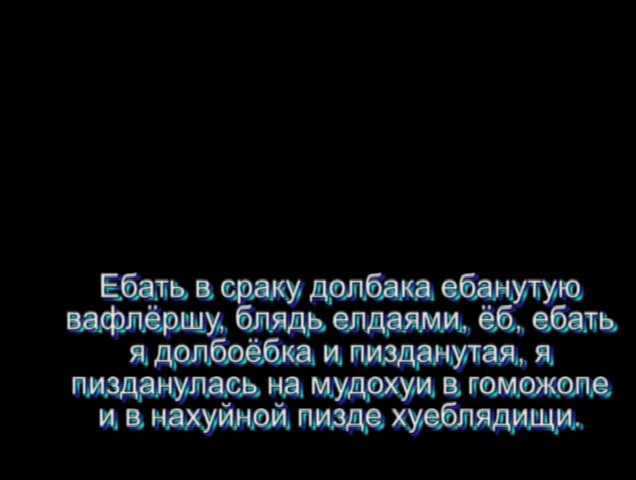 Ебать в сраку долбака ебанутую
вафлёршу, блядь елдаями, ёб, ебать
я долбоёбка и пизданутая, я
пизданулась на мудохуи в гоможопе
и в нахуйной пизде хуеблядищи.